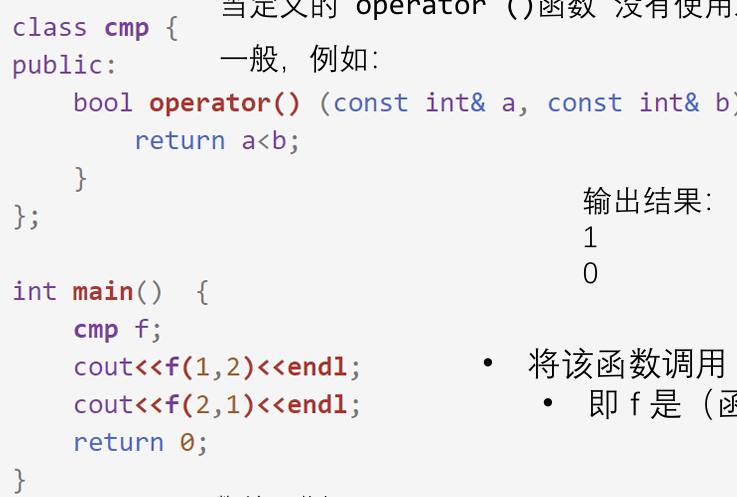 当定义的 operator ()函数 没有使用
class cmp {
一般，例如：
public:
bool operator() (const int& a, const int& b)
return a<b;
}
};
输出结果：
1
0
int main() {
cmp f;
cout<<f(1,2)<<endl;
cout<<f(2,1)<<endl;
return 0;
}
• 将该函数调用
• 即 f 是（函